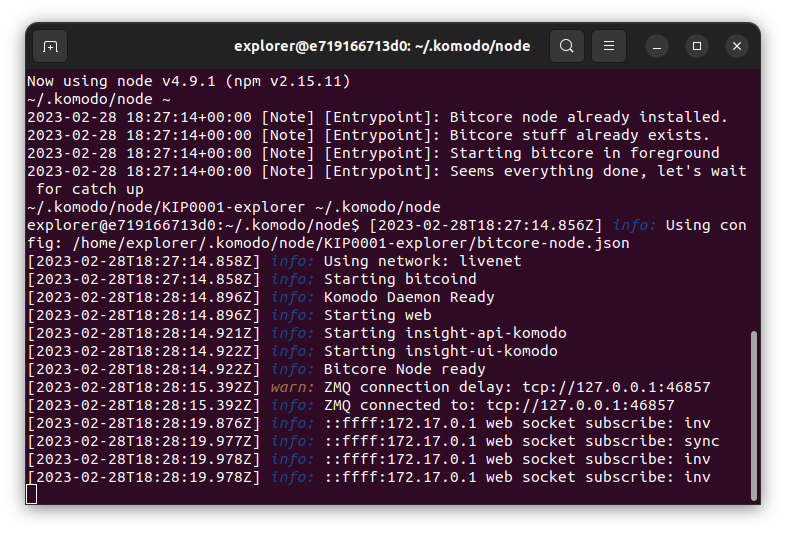 explorer@e719166713d0: ~/.komodo/node
Now using node v4.9.1 (npm v2.15.11)
~/.komodo/node ~
2023-02-28 18:27:14+00:00 [Note] [Entrypoint]: Bitcore node already installed.
2023-02-28 18:27:14+00:00 [Note] [Entrypoint]: Bitcore stuff already exists.
2023-02-28 18:27:14+00:00 [Note] [Entrypoint]: Starting bitcore in foreground
2023-02-28 18:27:14+00:00 [Note] [Entrypoint]: Seems everything done, let's wait
 for catch up
~/.komodo/node/KIP0001-explorer ~/.komodo/node
explorer@e719166713d0:~/.komodo/node$ [2023-02-28T18:27:14.856Z] info: Using con
fig: /home/explorer/.komodo/node/KIP0001-explorer/bitcore-node.json
[2023-02-28T18:27:14.858Z] info: Using network: livenet
[2023-02-28T18:27:14.858Z] info: Starting bitcoind
[2023-02-28T18:28:14.896Z] info: Komodo Daemon Ready
[2023-02-28T18:28:14.896Z] info: Starting web
[2023-02-28T18:28:14.921Z] info: Starting insight-api-komodo
[2023-02-28T18:28:14.922Z] info: Starting insight-ui-komodo
[2023-02-28T18:28:14.922Z] info: Bitcore Node ready
[2023-02-28T18:28:15.392Z] warn: ZMQ connection delay: tcp://127.0.0.1:46857
[2023-02-28T18:28:15.392Z] info: ZMQ connected to: tcp://127.0.0.1:46857
[2023-02-28T18:28:19.876Z] info: ::ffff:172.17.0.1 web socket subscribe: inv
[2023-02-28T18:28:19.977Z] info: ::ffff:172.17.0.1 web socket subscribe: sync
[2023-02-28T18:28:19.978Z] info: ::ffff:172.17.0.1 web socket subscribe: inv
[2023-02-28T18:28:19.978Z] info: ::ffff:172.17.0.1 web socket subscribe: inv